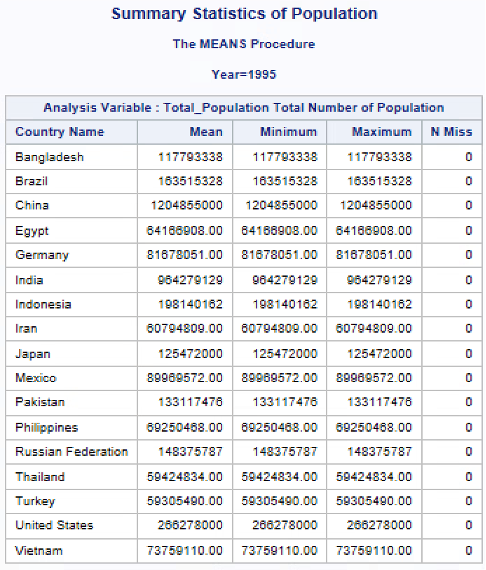 Summary Statistics of Population
The MEANS Procedure
Year=1995
Analysis Variable : Total_Population Total Number of Population
Country Name Mean Minimum Maximum N Miss
Bangladesh 117793338 117793338 117793338 0
Brazil 163515328 163515328 163515328 0
China 1204855000 1204855000 1204855000 0
Egypt 64166908.00 64166908.00 64166908.00 0
Germany 81678051.00 81678051.00 81678051.00 0
India 964279129 964279129 964279129 0
Indonesia 198140162 198140162 198140162 0
Iran 60794809.00 60794809.00 60794809.00 0
Japan 125472000 125472000 125472000 0
Mexico 89969572.00 89969572.00 89969572.00 0
Pakistan 133117476 133117476 133117476 0
Philippines 69250468.00 69250468.00 69250468.00 0
Russian Federation 148375787 148375787 148375787 0
Thailand 59424834.00 59424834.00 59424834.00 0
Turkey 59305490.00 59305490.00 59305490.00 0
United States 266278000 266278000 266278000 0
Vietnam 73759110.00 73759110.00 73759110.00 0